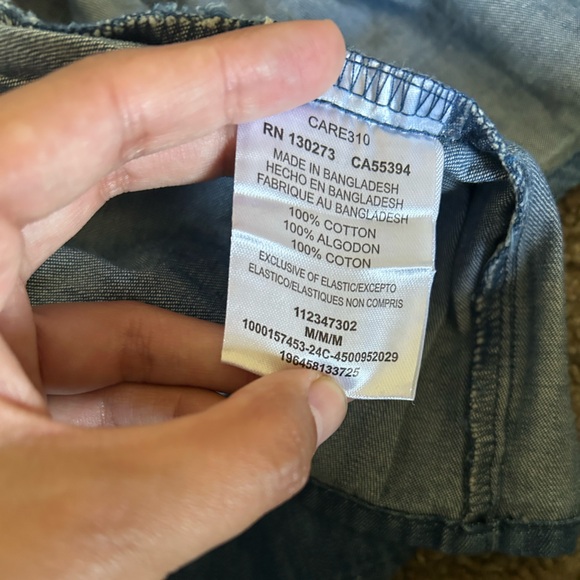 CARE310
RN 130273 CA55394
MADE IN BANGLADESH
HECHO EN BANGLADESH
FABRIQUE AU BANGLADESH
100% COTTON
100% ALGODON
100% COTON
EXCLUSIVE OF ELASTIC/EXCEPTO
ELASTICO/ELASTIQUES NON COMPRIS
112347302
M/M/M
1000157453-24C-4500952029
196458133725